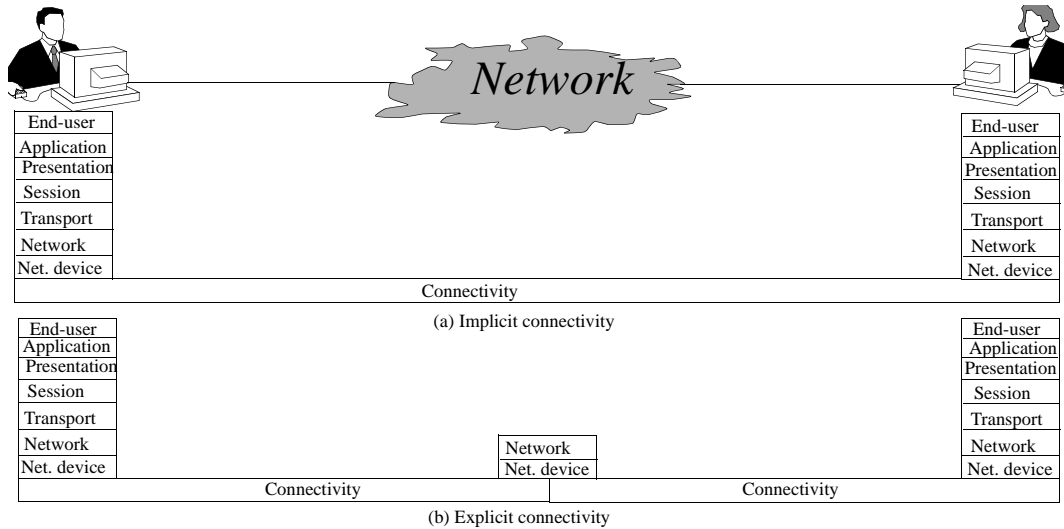 Network
End-user
Application
Presentation
Session
Transport
Network
Net. device
End-user
Application
Presentation
Session
Transport
Network
Net. device
Connectivity
(a) Implicit connectivity
End-user
Application
Presentation
Session
Transport
Network
Net. device
Network
Net. device
End-user
Application
Presentation
Session
Transport
Network
Net. device
Connectivity
Connectivity
(b) Explicit connectivity